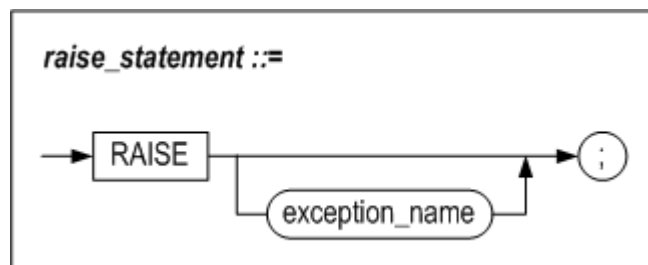 raise_statement ::=
RAISE
;
exception_name